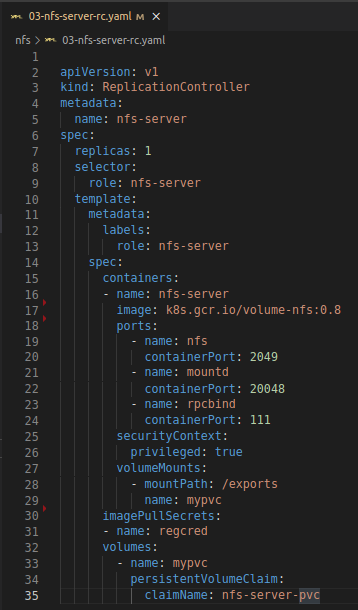 03-nfs-server-rc.yaml M ×
nfs > 03-nfs-server-rc.yaml
1
2 apiVersion: v1
3 kind: ReplicationController
4 metadata:
5   name: nfs-server
6 spec:
7   replicas: 1
8   selector:
9     role: nfs-server
10   template:
11     metadata:
12       labels:
13         role: nfs-server
14     spec:
15       containers:
16       - name: nfs-server
17         image: k8s.gcr.io/volume-nfs:0.8
18         ports:
19           - name: nfs
20             containerPort: 2049
21           - name: mountd
22             containerPort: 20048
23           - name: rpcbind
24             containerPort: 111
25         securityContext:
26           privileged: true
27         volumeMounts:
28           - mountPath: /exports
29             name: mypvc
30       imagePullSecrets:
31       - name: regcred
32       volumes:
33         - name: mypvc
34           persistentVolumeClaim:
35             claimName: nfs-server-pvc